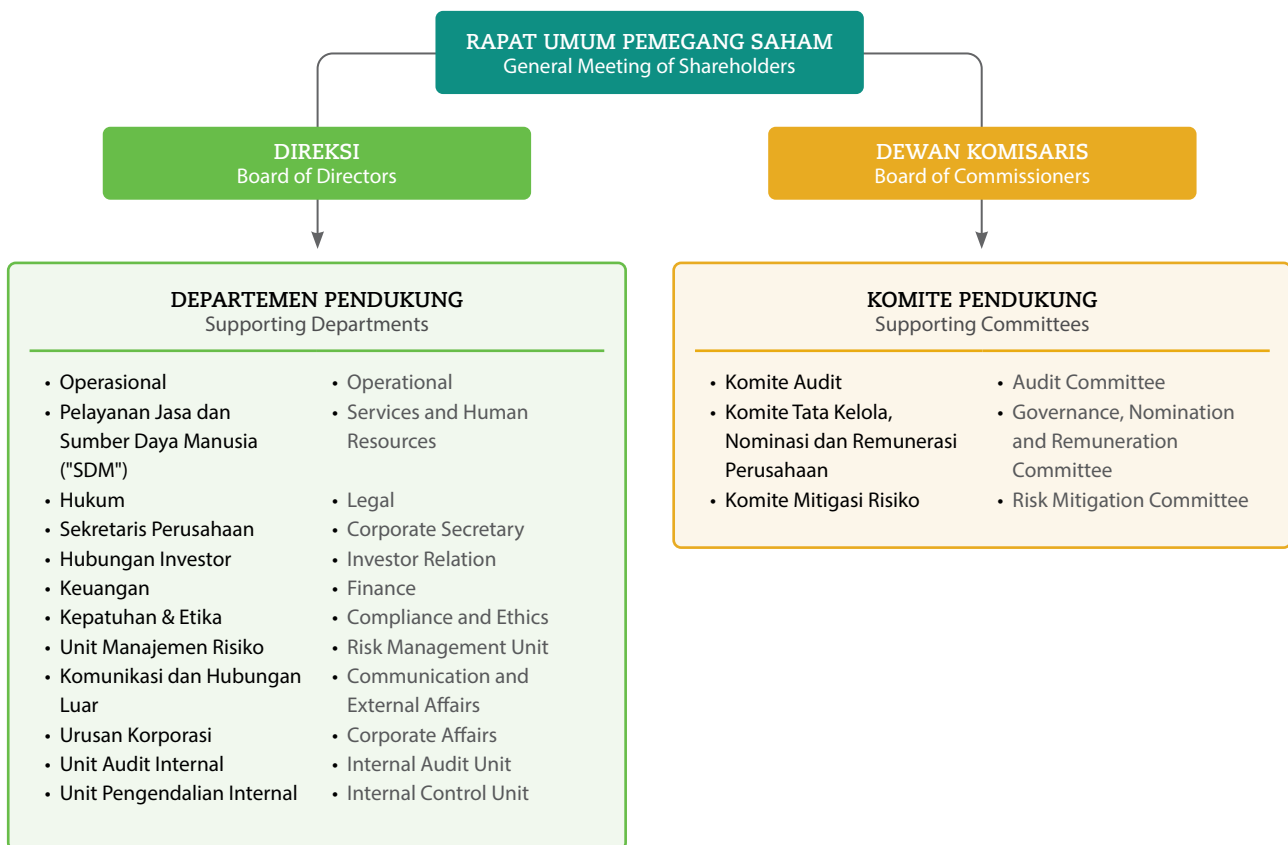 RAPAT UMUM PEMEGANG SAHAM
General Meeting of Shareholders
DIREKSI
Board of Directors
DEWAN KOMISARIS
Board of Commissioners
DEPARTEMEN PENDUKUNG
Supporting Departments
• Operasional
• Pelayanan Jasa dan
Sumber Daya Manusia
("SDM")
• Hukum
• Sekretaris Perusahaan
• Hubungan Investor
• Keuangan
• Kepatuhan & Etika
• Unit Manajemen Risiko
• Komunikasi dan Hubungan
Luar
• Urusan Korporasi
• Unit Audit Internal
• Unit Pengendalian Internal
• Operational
• Services and Human
Resources
• Legal
• Corporate Secretary
• Investor Relation
• Finance
• Compliance and Ethics
• Risk Management Unit
• Communication and
External Affairs
• Corporate Affairs
• Internal Audit Unit
• Internal Control Unit
KOMITE PENDUKUNG
Supporting Committees
• Komite Audit
• Komite Tata Kelola,
Nominasi dan Remunerasi
Perusahaan
• Komite Mitigasi Risiko
• Audit Committee
• Governance, Nomination
and Remuneration
Committee
• Risk Mitigation Committee